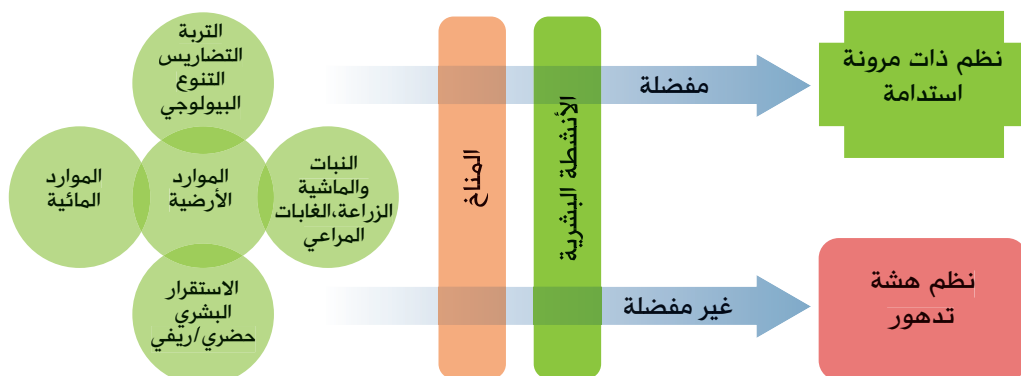 التربة
التضاريس
التنوع
البيولوجي
الموارد
المائية
الموارد
الأرضية
النبات
والماشية
الزراعة،الغابات
المراعي
الاستقرار
البشري
حضري/ريفي
المناخ
الأنشطة البشرية
مفضلة
غير مفضلة
نظم ذات مرونة
استدامة
نظم هشة
تدهور